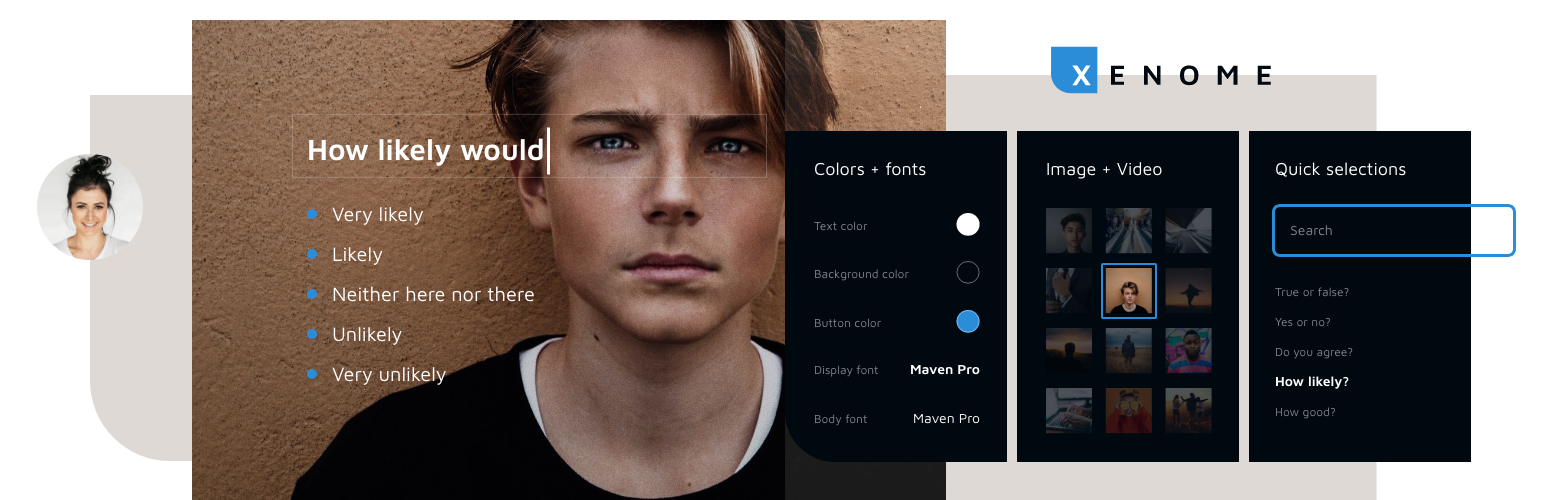 XENOME
How likely would
Very likely
Likely
Neither here nor there
Unlikely
Very unlikely
Colors + fonts
Text color
Background color
Button color
Display font Maven Pro
Body font Maven Pro
Image + Video
Quick selections
Search
True or false?
Yes or no?
Do you agree?
How likely?
How good?